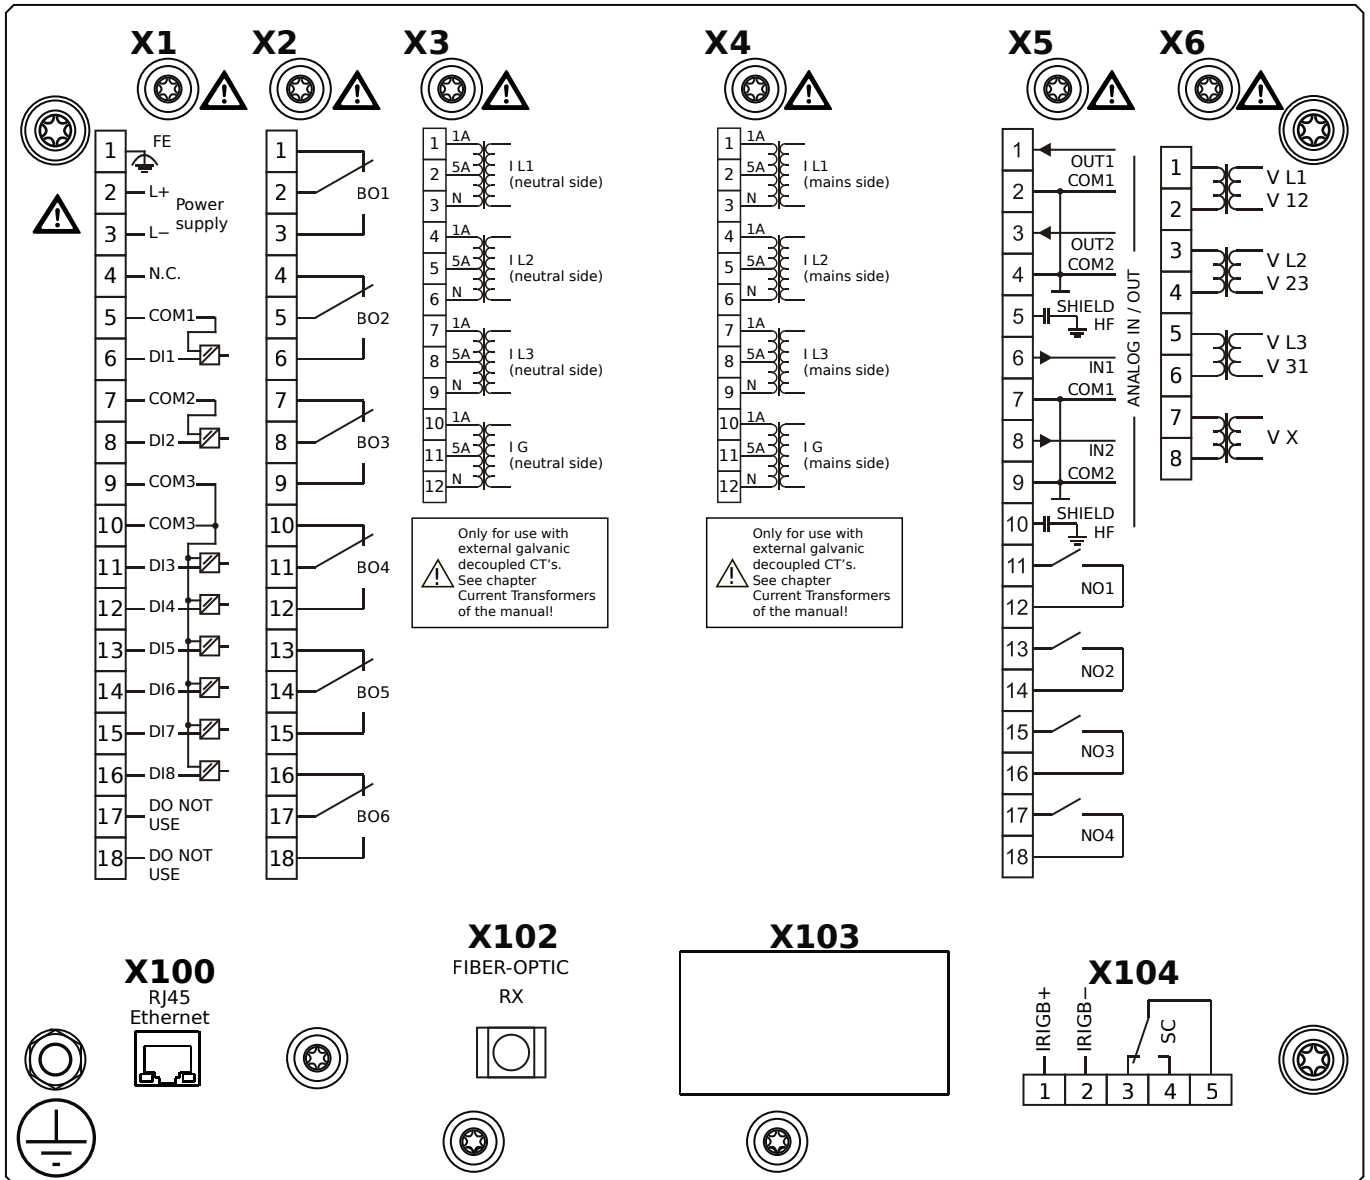 X1
X2
X3
X4
X5
X6
1
FE
2
L+
Power
supply
3
L−
4
N.C.
5
COM1
6
DI1
7
COM2
8
DI2
9
COM3
10
COM3
11
DI3
12
DI4
13
DI5
14
DI6
15
DI7
16
DI8
17
DO NOT
USE
18
DO NOT
USE
1
2
BO1
3
4
5
BO2
6
7
8
BO3
9
10
11
BO4
12
13
14
BO5
15
16
17
BO6
18
1
1A
2
5A
I L1
(neutral side)
3
N
4
1A
5
5A
I L2
(neutral side)
6
N
7
1A
8
5A
I L3
(neutral side)
9
N
10
1A
11
5A
I G
(neutral side)
12
N
Only for use with
external galvanic
decoupled CT's.
See chapter
Current Transformers
of the manual!
1
1A
2
5A
I L1
(mains side)
3
N
4
1A
5
5A
I L2
(mains side)
6
N
7
1A
8
5A
I L3
(mains side)
9
N
10
1A
11
5A
I G
(mains side)
12
N
Only for use with
external galvanic
decoupled CT's.
See chapter
Current Transformers
of the manual!
1
OUT1
2
COM1
3
OUT2
4
COM2
5
SHIELD
HF
6
IN1
7
COM1
8
IN2
9
COM2
10
SHIELD
HF
ANALOG IN / OUT
11
NO1
12
13
NO2
14
15
NO3
16
17
NO4
18
1
V L1
2
V 12
3
V L2
4
V 23
5
V L3
6
V 31
7
V X
8
X100
RJ45
Ethernet
X102
FIBER-OPTIC
RX
X103
X104
IRIGB+
IRIGB−
SC
1
2
3
4
5